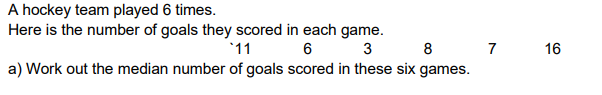 A hockey team played 6 times.
Here is the number of goals they scored in each game.
`11 6 3 8 7 16
a) Work out the median number of goals scored in these six games.